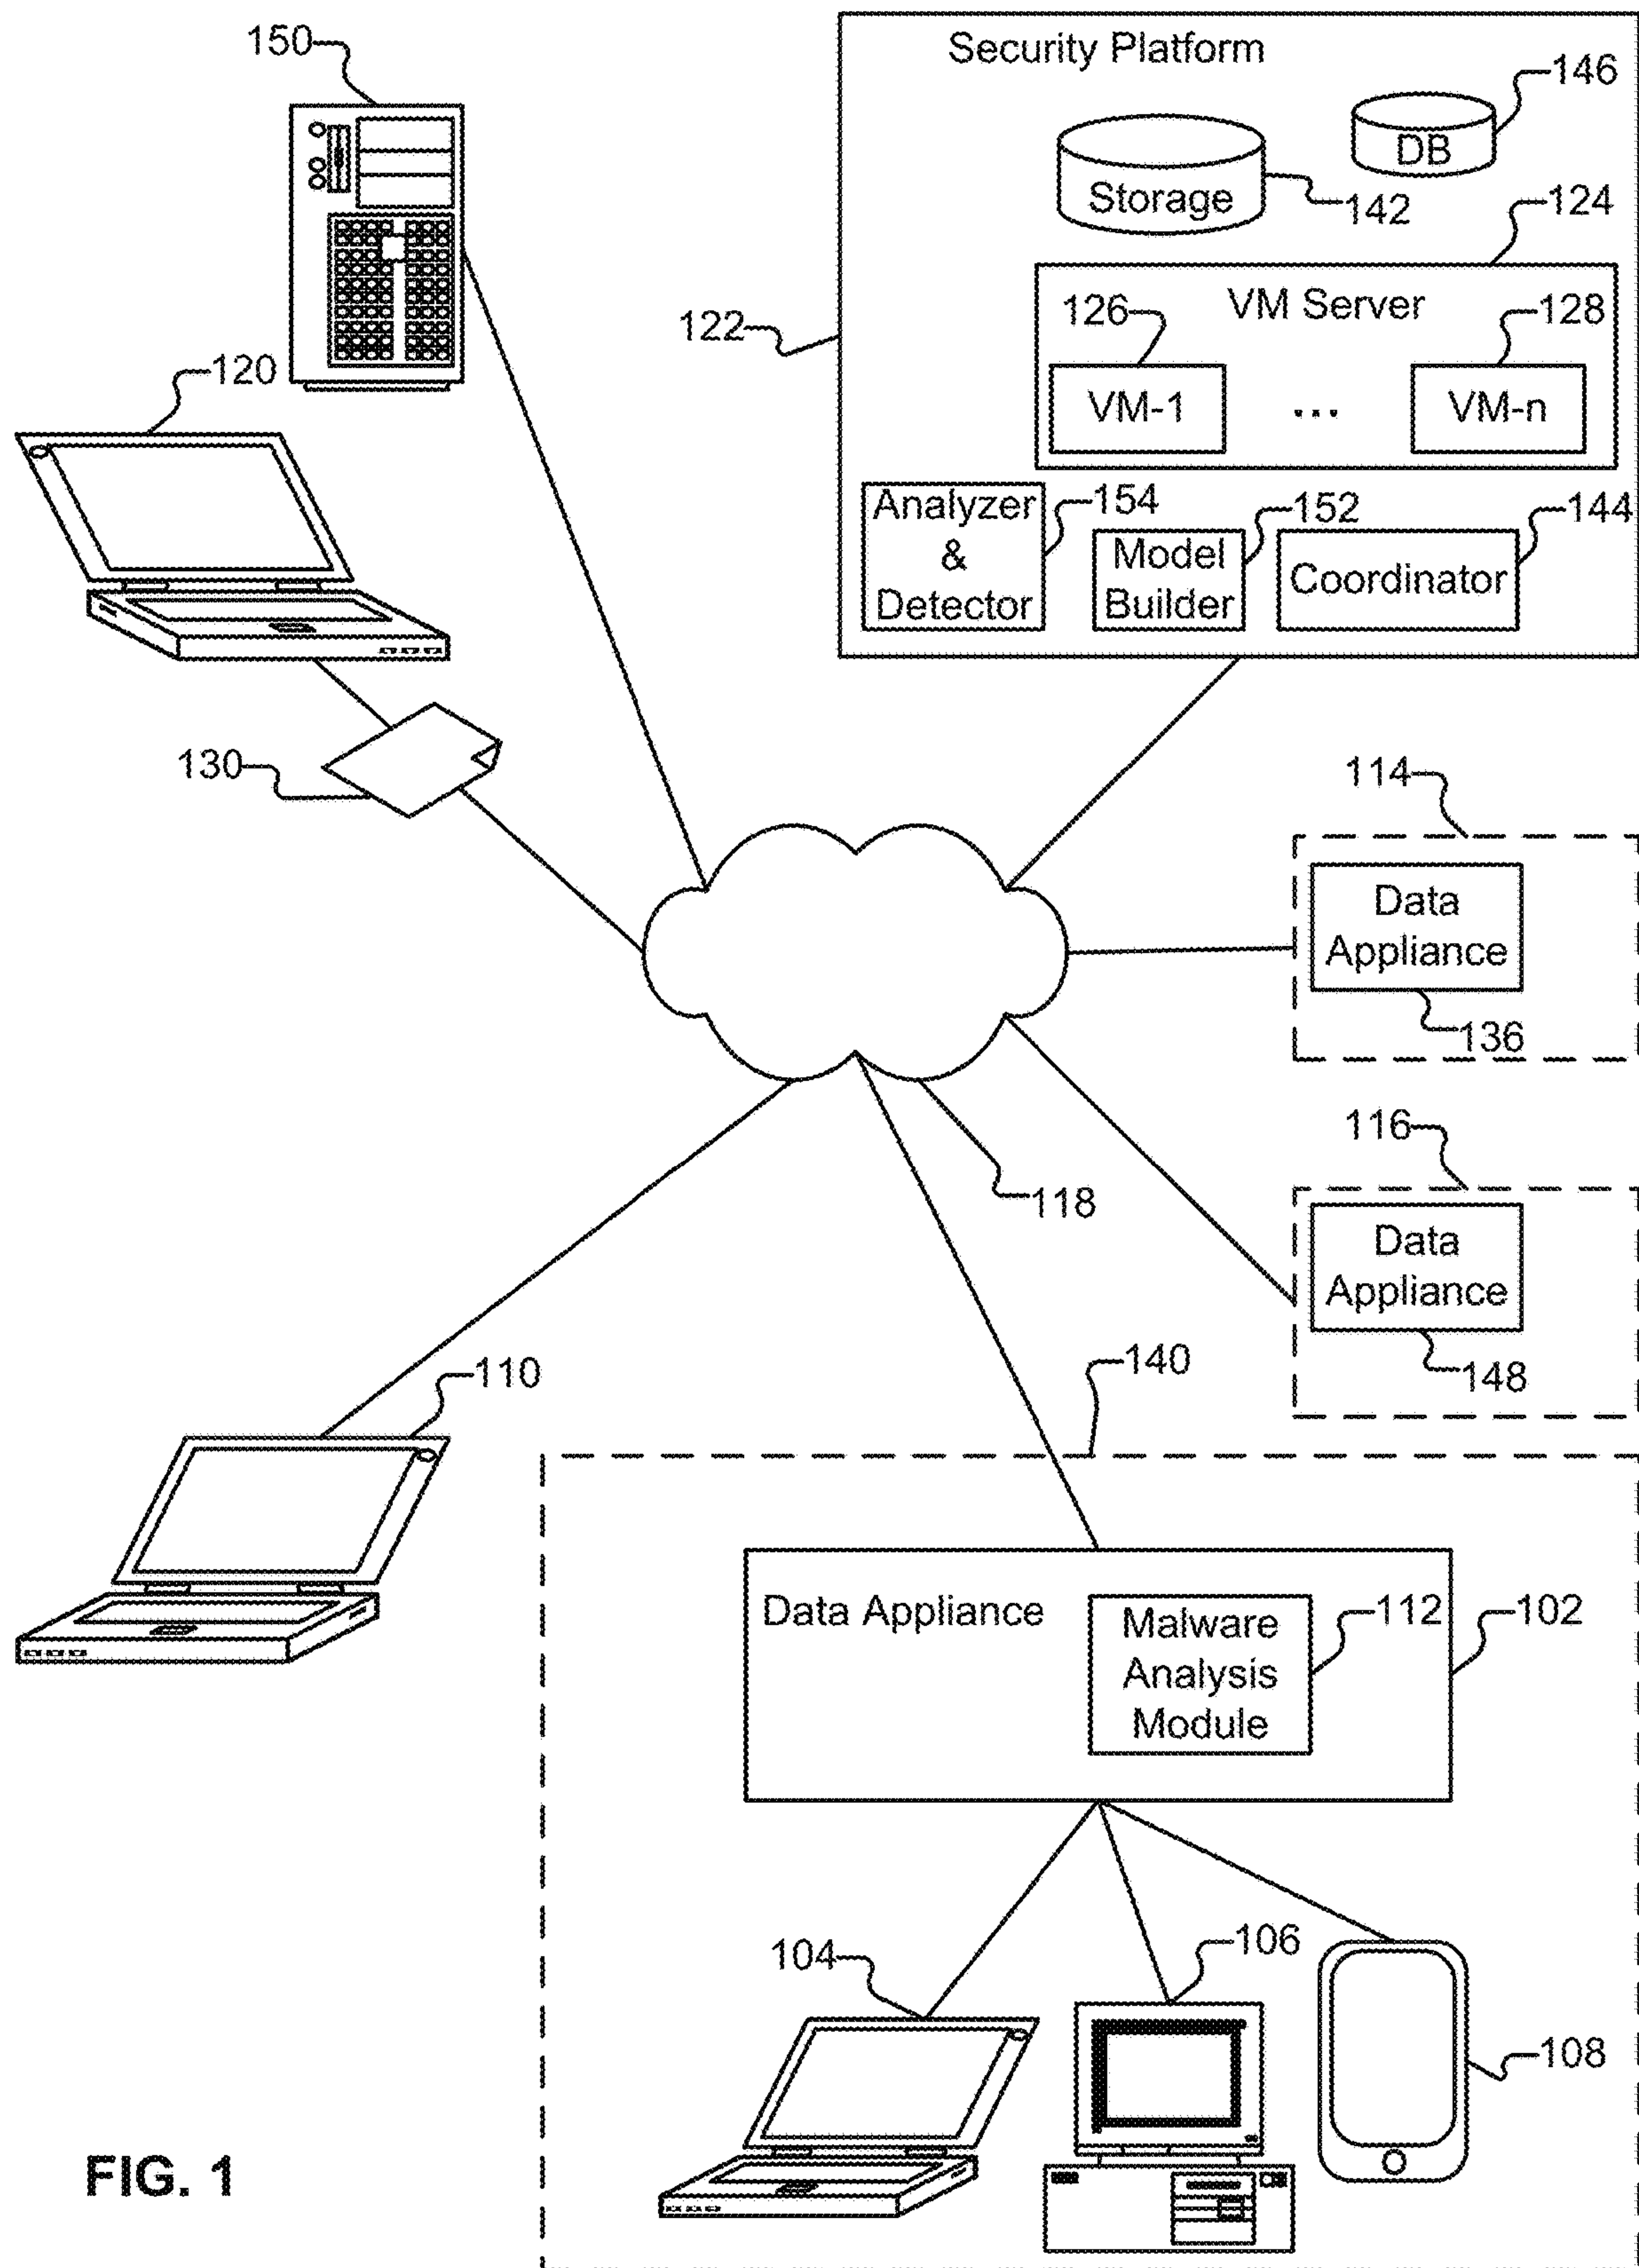 150
Security Platform
146
DB
Storage
142
124
VM Server
126
128
122
VM-1
...
VM-n
120
Analyzer
&
Detector
154
Model
Builder
152
Coordinator
144
130
114
Data
Appliance
136
116
Data
Appliance
148
118
140
110
Data Appliance
Malware
Analysis
Module
112
102
104
106
108
FIG. 1